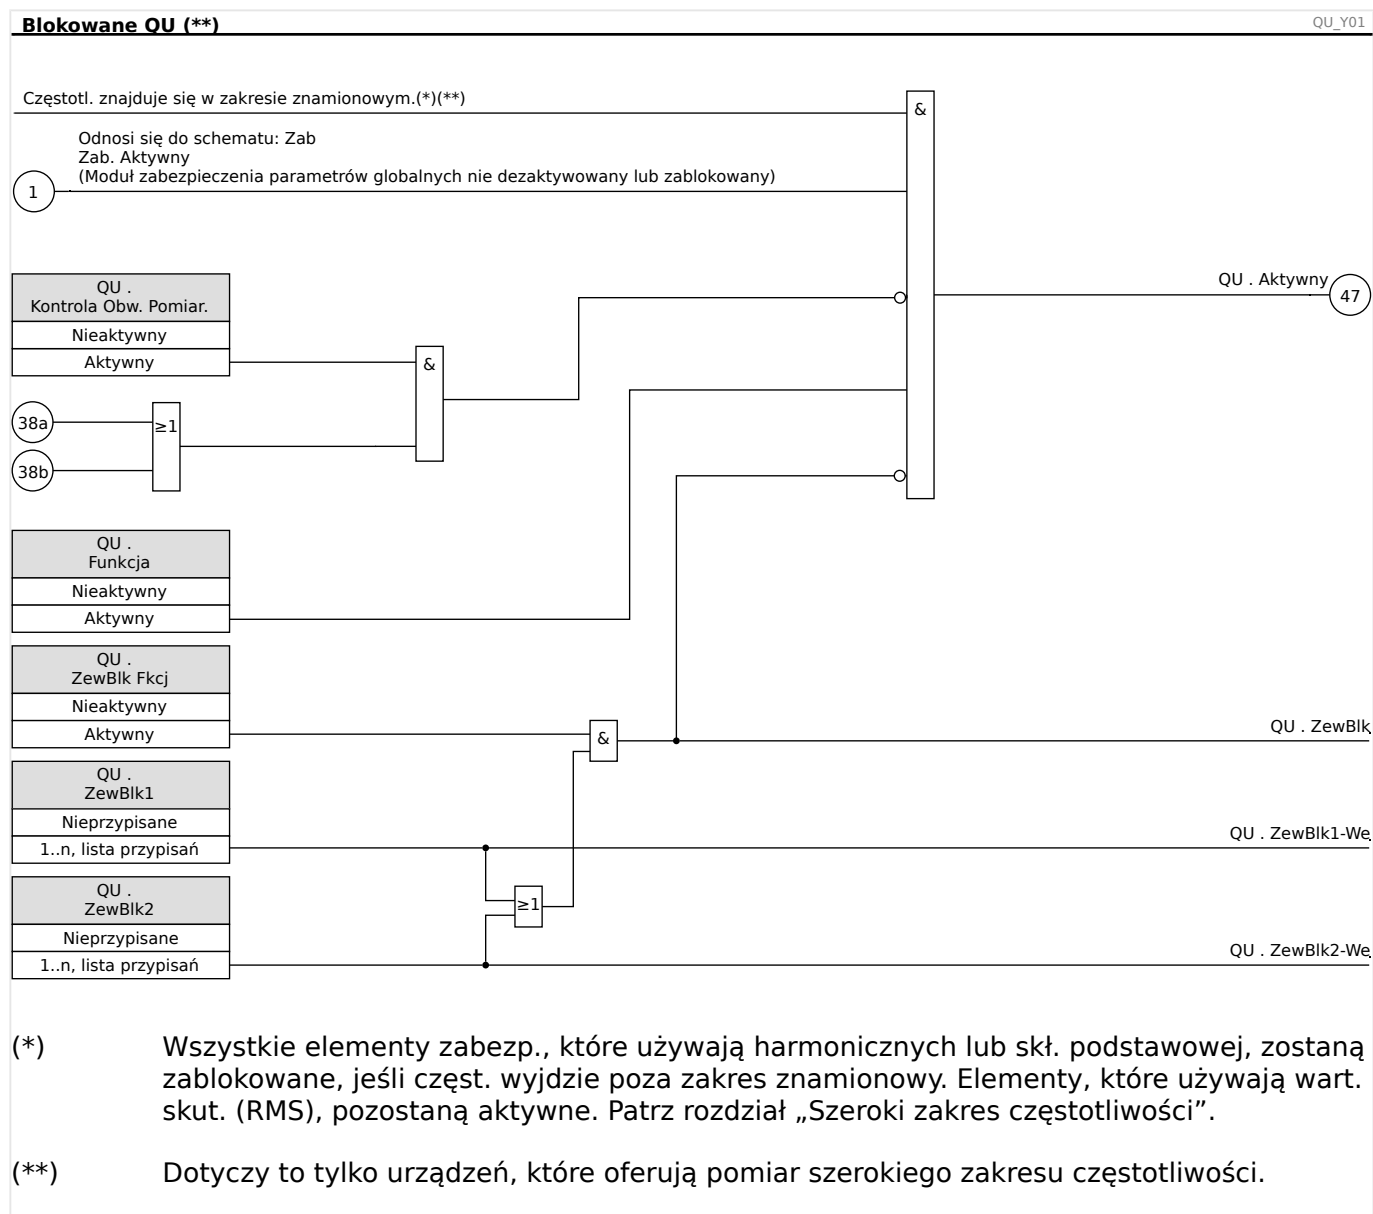 Blokowane QU (**)
QU_Y01
Częstotl. znajduje się w zakresie znamionowym.(*)(**)
&
Odnosi się do schematu: Zab
Zab. Aktywny
(Moduł zabezpieczenia parametrów globalnych nie dezaktywowany lub zablokowany)
1
QU .
Kontrola Obw. Pomiar.
Nieaktywny
Aktywny
&
QU . Aktywny
47
38a
≥1
38b
QU .
Funkcja
Nieaktywny
Aktywny
QU .
ZewBlk Fkcj
Nieaktywny
Aktywny
&
QU . ZewBlk
QU .
ZewBlk1
Nieprzypisane
1..n, lista przypisań
QU . ZewBlk1-We
QU .
ZewBlk2
Nieprzypisane
1..n, lista przypisań
≥1
QU . ZewBlk2-We
(*) Wszystkie elementy zabezp., które używają harmonicznych lub skł. podstawowej, zostaną
zablokowane, jeśli częst. wyjdzie poza zakres znamionowy. Elementy, które używają wart.
skut. (RMS), pozostaną aktywne. Patrz rozdział „Szeroki zakres częstotliwości”.
(**) Dotyczy to tylko urządzeń, które oferują pomiar szerokiego zakresu częstotliwości.